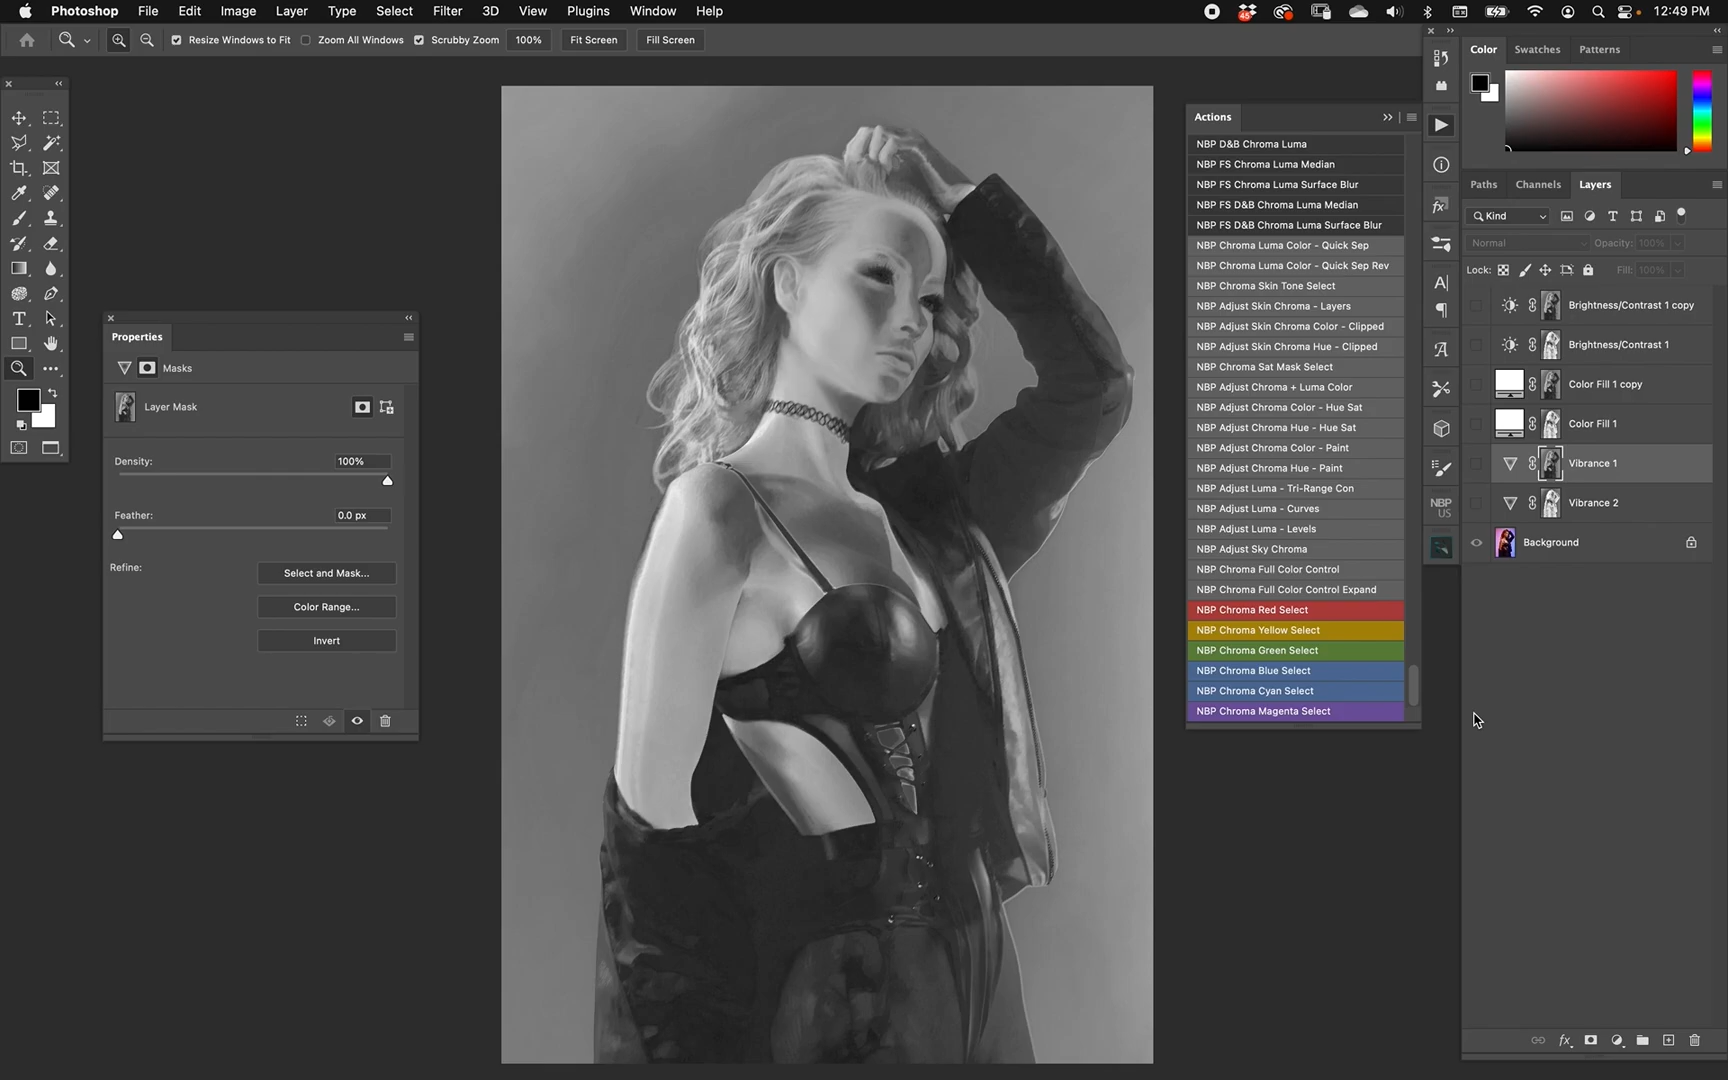 Photoshop File Edit Image Layer Type Select Filter 3D View Plugins Window Help
45
12:49 PM
Resize Windows to Fit Zoom All Windows Scrubby Zoom 100% Fit Screen Fill Screen
Properties
Masks
Layer Mask
Density: 100%
Feather: 0.0 px
Refine: Select and Mask...
Color Range...
Invert
Actions
NBP D&B Chroma Luma
NBP FS Chroma Luma Median
NBP FS Chroma Luma Surface Blur
NBP FS D&B Chroma Luma Median
NBP FS D&B Chroma Luma Surface Blur
NBP Chroma Luma Color - Quick Sep
NBP Chroma Luma Color - Quick Sep Rev
NBP Chroma Skin Tone Select
NBP Adjust Skin Chroma - Layers
NBP Adjust Skin Chroma Color - Clipped
NBP Adjust Skin Chroma Hue - Clipped
NBP Chroma Sat Mask Select
NBP Adjust Chroma + Luma Color
NBP Adjust Chroma Color - Hue Sat
NBP Adjust Chroma Hue - Hue Sat
NBP Adjust Chroma Color - Paint
NBP Adjust Chroma Hue - Paint
NBP Adjust Luma - Tri-Range Con
NBP Adjust Luma - Curves
NBP Adjust Luma - Levels
NBP Adjust Sky Chroma
NBP Chroma Full Color Control
NBP Chroma Full Color Control Expand
NBP Chroma Red Select
NBP Chroma Yellow Select
NBP Chroma Green Select
NBP Chroma Blue Select
NBP Chroma Cyan Select
NBP Chroma Magenta Select
NBP
US
Color Swatches Patterns
Paths Channels Layers
Kind
Normal Opacity: 100%
Lock: Fill: 100%
Brightness/Contrast 1 copy
Brightness/Contrast 1
Color Fill 1 copy
Color Fill 1
Vibrance 1
Vibrance 2
Background